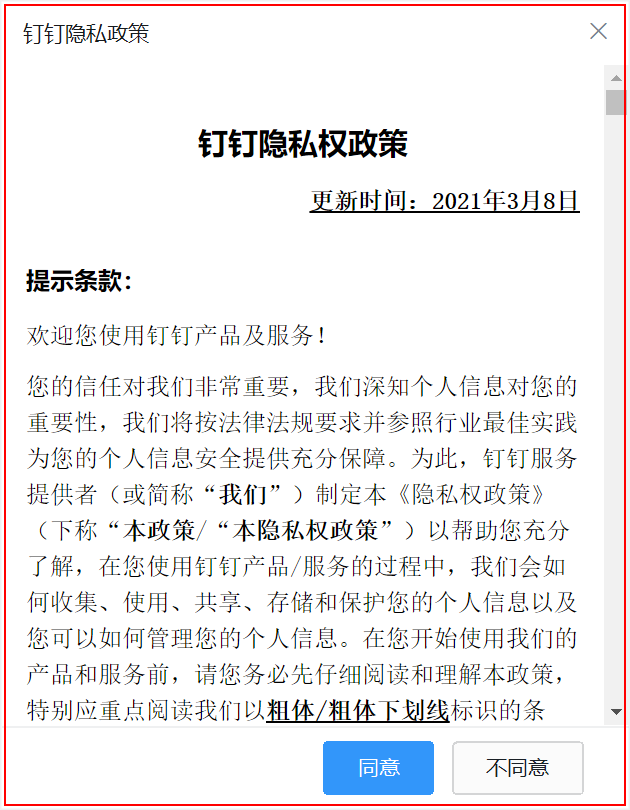 钉钉隐私政策
钉钉隐私权政策
更新时间：2021年3月8日
提示条款：
欢迎您使用钉钉产品及服务！
您的信任对我们非常重要，我们深知个人信息对您的
重要性，我们将按法律法规要求并参照行业最佳实践
为您的个人信息安全提供充分保障。为此，钉钉服务
提供者（或简称“我们”）制定本《隐私权政策》
（下称“本政策/“本隐私权政策”）以帮助您充分
了解，在您使用钉钉产品/服务的过程中，我们会如
何收集、使用、共享、存储和保护您的个人信息以及
您可以如何管理您的个人信息。在您开始使用我们的
产品和服务前，请您务必先仔细阅读和理解本政策，
特别应重点阅读我们以粗体/粗体下划线标识的条
同意 不同意